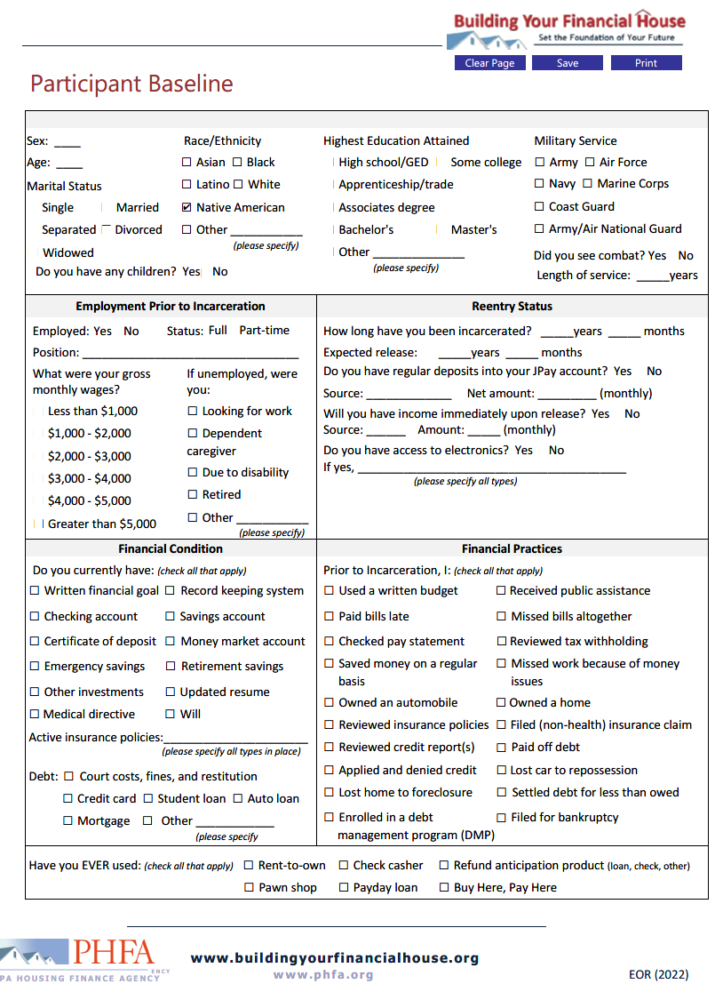 Building Your Financial House
Set the Foundation of Your Future
Clear Page Save Print
Participant Baseline
Sex: ____ Race/Ethnicity Highest Education Attained Military Service
Age: ____ ☐ Asian ☐ Black High school/GED Some college ☐ Army ☐ Air Force
Marital Status ☐ Latino ☐ White Apprenticeship/trade ☐ Navy ☐ Marine Corps
Single Married ☑ Native American Associates degree ☐ Coast Guard
Separated Divorced ☐ Other ___________ Bachelor's Master's ☐ Army/Air National Guard
(please specify)
Widowed Other ______________
(please specify)
Did you see combat? Yes No
Do you have any children? Yes No Length of service: _____years
Employment Prior to Incarceration
Employed: Yes No Status: Full Part-time
Position: _________________________________
What were your gross
monthly wages?
Less than $1,000
$1,000 - $2,000
$2,000 - $3,000
$3,000 - $4,000
$4,000 - $5,000
Greater than $5,000
If unemployed, were
you:
☐ Looking for work
☐ Dependent
caregiver
☐ Due to disability
☐ Retired
☐ Other ___________
(please specify)
Reentry Status
How long have you been incarcerated? _____years _____ months
Expected release: _____years _____ months
Do you have regular deposits into your JPay account? Yes No
Source: _____________ Net amount: _________ (monthly)
Will you have income immediately upon release? Yes No
Source: ______ Amount: _____ (monthly)
Do you have access to electronics? Yes No
If yes, _________________________________________
(please specify all types)
Financial Condition
Do you currently have: (check all that apply)
☐ Written financial goal ☐ Record keeping system
☐ Checking account ☐ Savings account
☐ Certificate of deposit ☐ Money market account
☐ Emergency savings ☐ Retirement savings
☐ Other investments ☐ Updated resume
☐ Medical directive ☐ Will
Active insurance policies:______________________
(please specify all types in place)
Debt: ☐ Court costs, fines, and restitution
☐ Credit card ☐ Student loan ☐ Auto loan
☐ Mortgage ☐ Other ____________
(please specify
Financial Practices
Prior to Incarceration, I: (check all that apply)
☐ Used a written budget ☐ Received public assistance
☐ Paid bills late ☐ Missed bills altogether
☐ Checked pay statement ☐ Reviewed tax withholding
☐ Saved money on a regular ☐ Missed work because of money
basis issues
☐ Owned an automobile ☐ Owned a home
☐ Reviewed insurance policies ☐ Filed (non-health) insurance claim
☐ Reviewed credit report(s) ☐ Paid off debt
☐ Applied and denied credit ☐ Lost car to repossession
☐ Lost home to foreclosure ☐ Settled debt for less than owed
☐ Enrolled in a debt ☐ Filed for bankruptcy
management program (DMP)
Have you EVER used: (check all that apply) ☐ Rent-to-own ☐ Check casher ☐ Refund anticipation product (loan, check, other)
☐ Pawn shop ☐ Payday loan ☐ Buy Here, Pay Here
PHFA
ENCY
PA HOUSING FINANCE AGENCY
www.buildingyourfinancialhouse.org
www.phfa.org
EOR (2022)